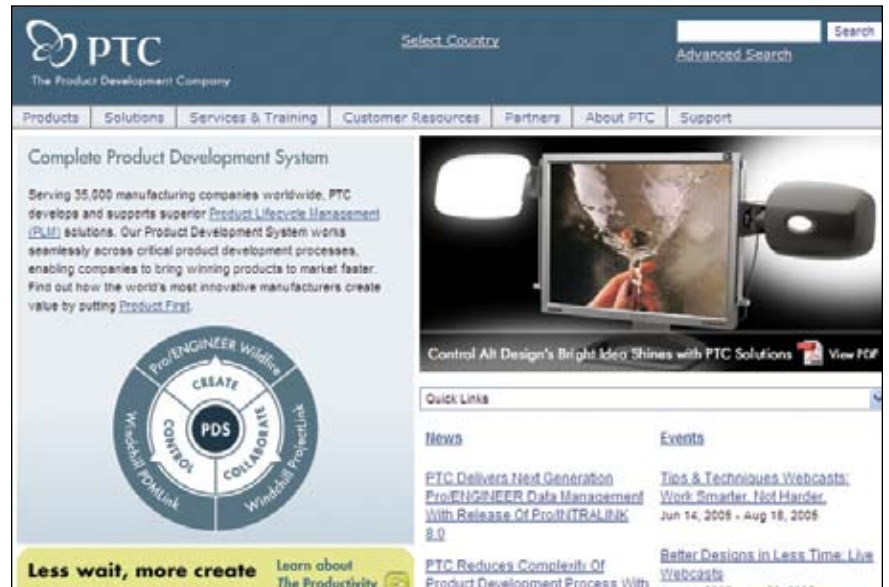 PTC
The Product Development Company
Select Country
Search
Advanced Search
Products
Solutions
Services & Training
Customer Resources
Partners
About PTC
Support
Complete Product Development System
Serving 35,000 manufacturing companies worldwide, PTC
develops and supports superior Product Lifecycle Management
(PLM) solutions. Our Product Development System works
seamlessly across critical product development processes,
enabling companies to bring winning products to market faster.
Find out how the world's most innovative manufacturers create
value by putting Product First.
Pro/ENGINEER Wildfire
CREATE
PDS
CONTROL
COLLABORATE
Windchill PDMLink
Windchill ProjectLink
Less wait, more create
Learn about
The Productivity
Control Alt Design's Bright Idea Shines with PTC Solutions
View PDF
Quick Links
News
PTC Delivers Next Generation
Pro/ENGINEER Data Management
With Release Of Pro/INTRALINK
8.0
PTC Reduces Complexity Of
Product Development Process With
Events
Tips & Techniques Webcasts:
Work Smarter, Not Harder.
Jun 14, 2005 - Aug 18, 2005
Better Designs in Less Time: Live
Webcasts